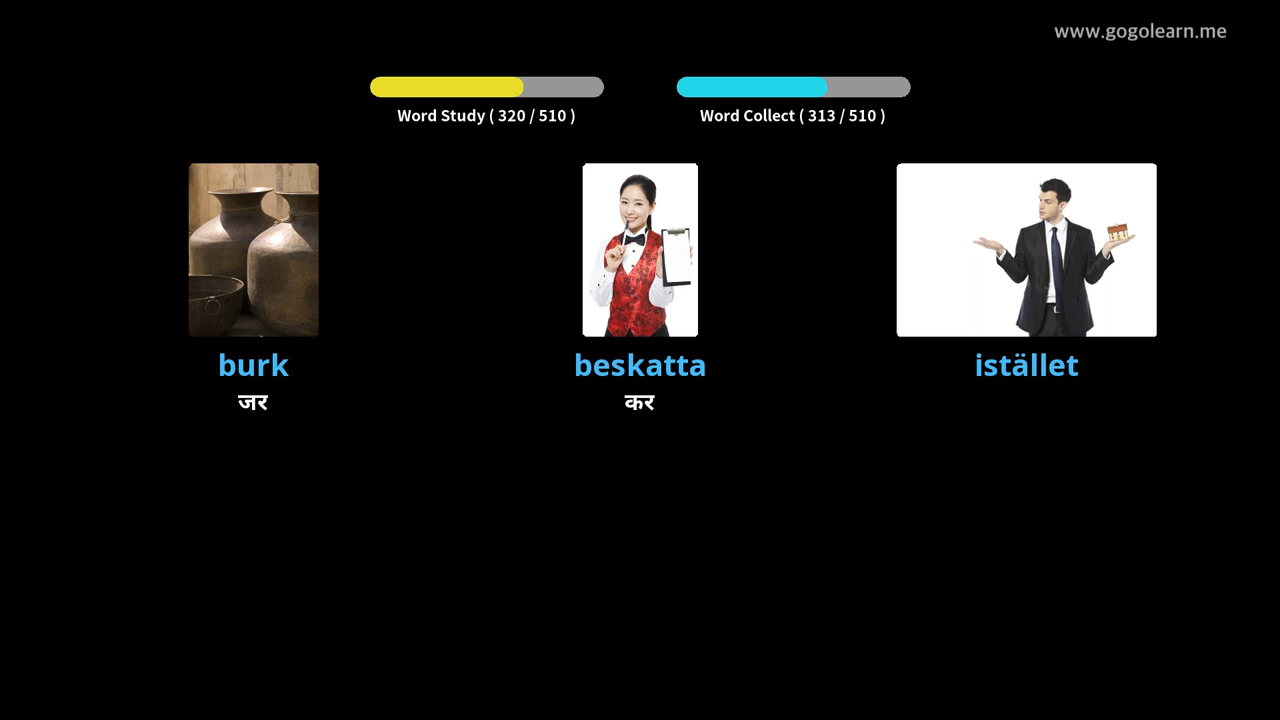 www.gogolearn.me
Word Study ( 320 / 510 )
Word Collect ( 313 / 510 )
burk
beskatta
istället
जर
कर